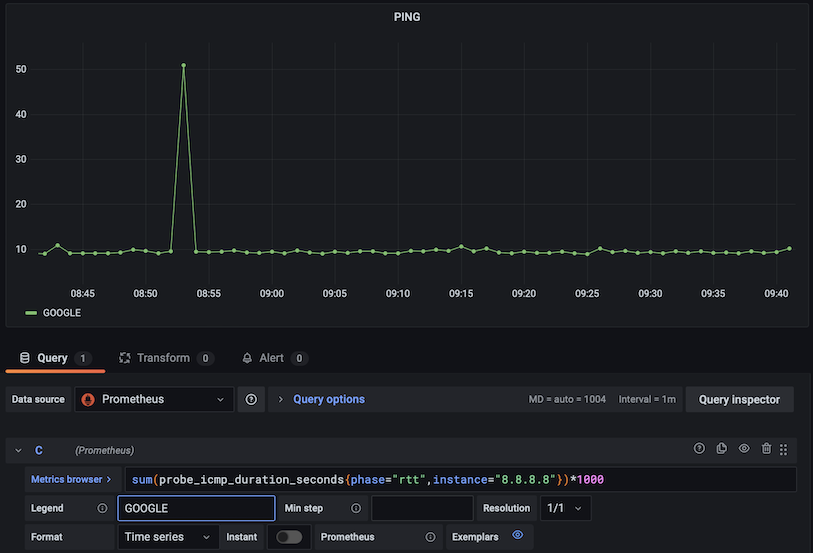 PING
50
40
30
20
10
08:45 08:50 08:55 09:00 09:05 09:10 09:15 09:20 09:25 09:30 09:35 09:40
GOOGLE
Query 1 Transform 0 Alert 0
Data source Prometheus Query options MD = auto = 1004 Interval = 1m Query inspector
C (Prometheus)
Metrics browser > sum(probe_icmp_duration_seconds{phase="rtt",instance="8.8.8.8"})*1000
Legend GOOGLE Min step Resolution 1/1
Format Time series Instant Prometheus Exemplars